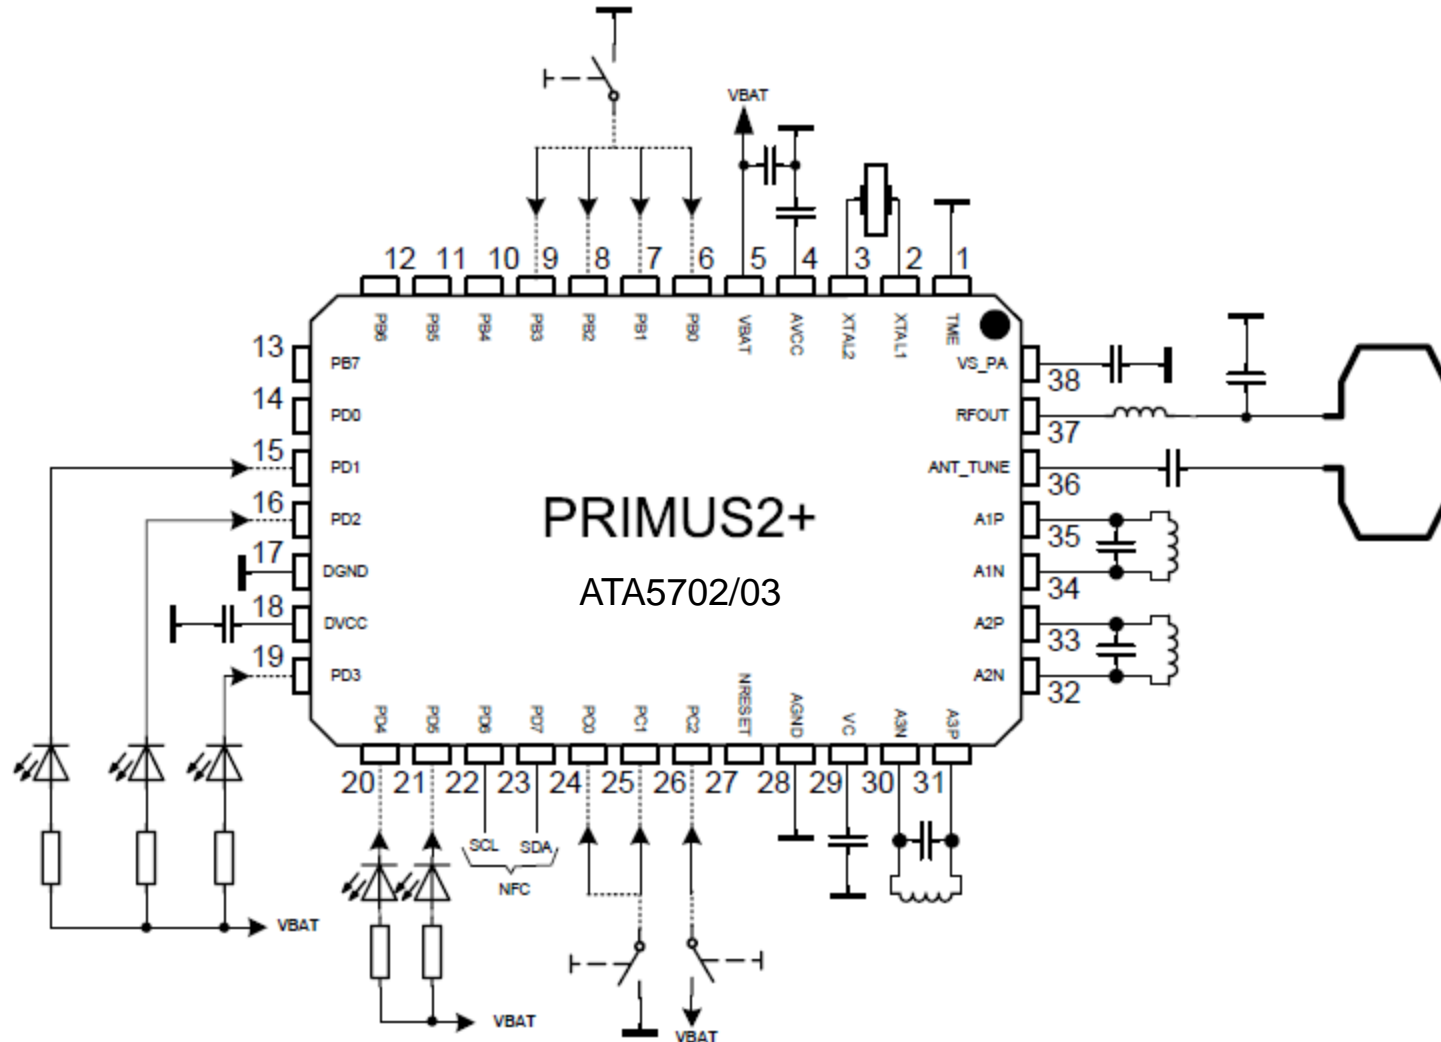 VBAT
12 11 10 9 8 7 6 5 4 3 2 1
PB6 PB5 PB4 PB3 PB2 PB1 PB0 VBAT AVCC XTAL2 XTAL1 TME
13 PB7
14 PD0
15 PD1
16 PD2
17 DGND
18 DVCC
19 PD3
PRIMUS2+
ATA5702/03
VS_PA 38
RFOUT 37
ANT_TUNE 36
A1P 35
A1N 34
A2P 33
A2N 32
PD4 PD5 PD6 PD7 PC0 PC1 PC2 NRESET AGND VC A3N A3P
20 21 22 23 24 25 26 27 28 29 30 31
SCL SDA
NFC
VBAT
VBAT
VBAT